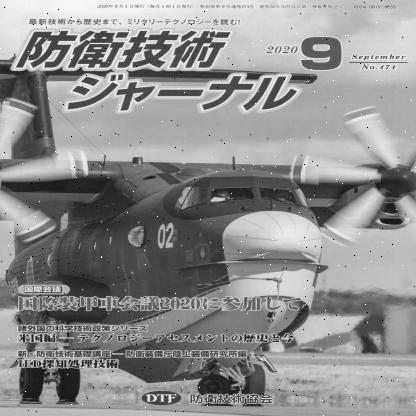 最新技術から歴史まで、ミリタリーテクノロジーを読む!
防衛技術
ジャーナル
2020 9 September
No.474
02
国際会議
国際装甲車会議2020に参加して
諸外国の科学技術政策シリーズ
米国編 ― テクノロジーアセスメントの歴史と今
新・防衛技術基礎講座 ― 防衛装備庁陸上装備研究所編
IED探知処理技術
DTF 防衛技術協会